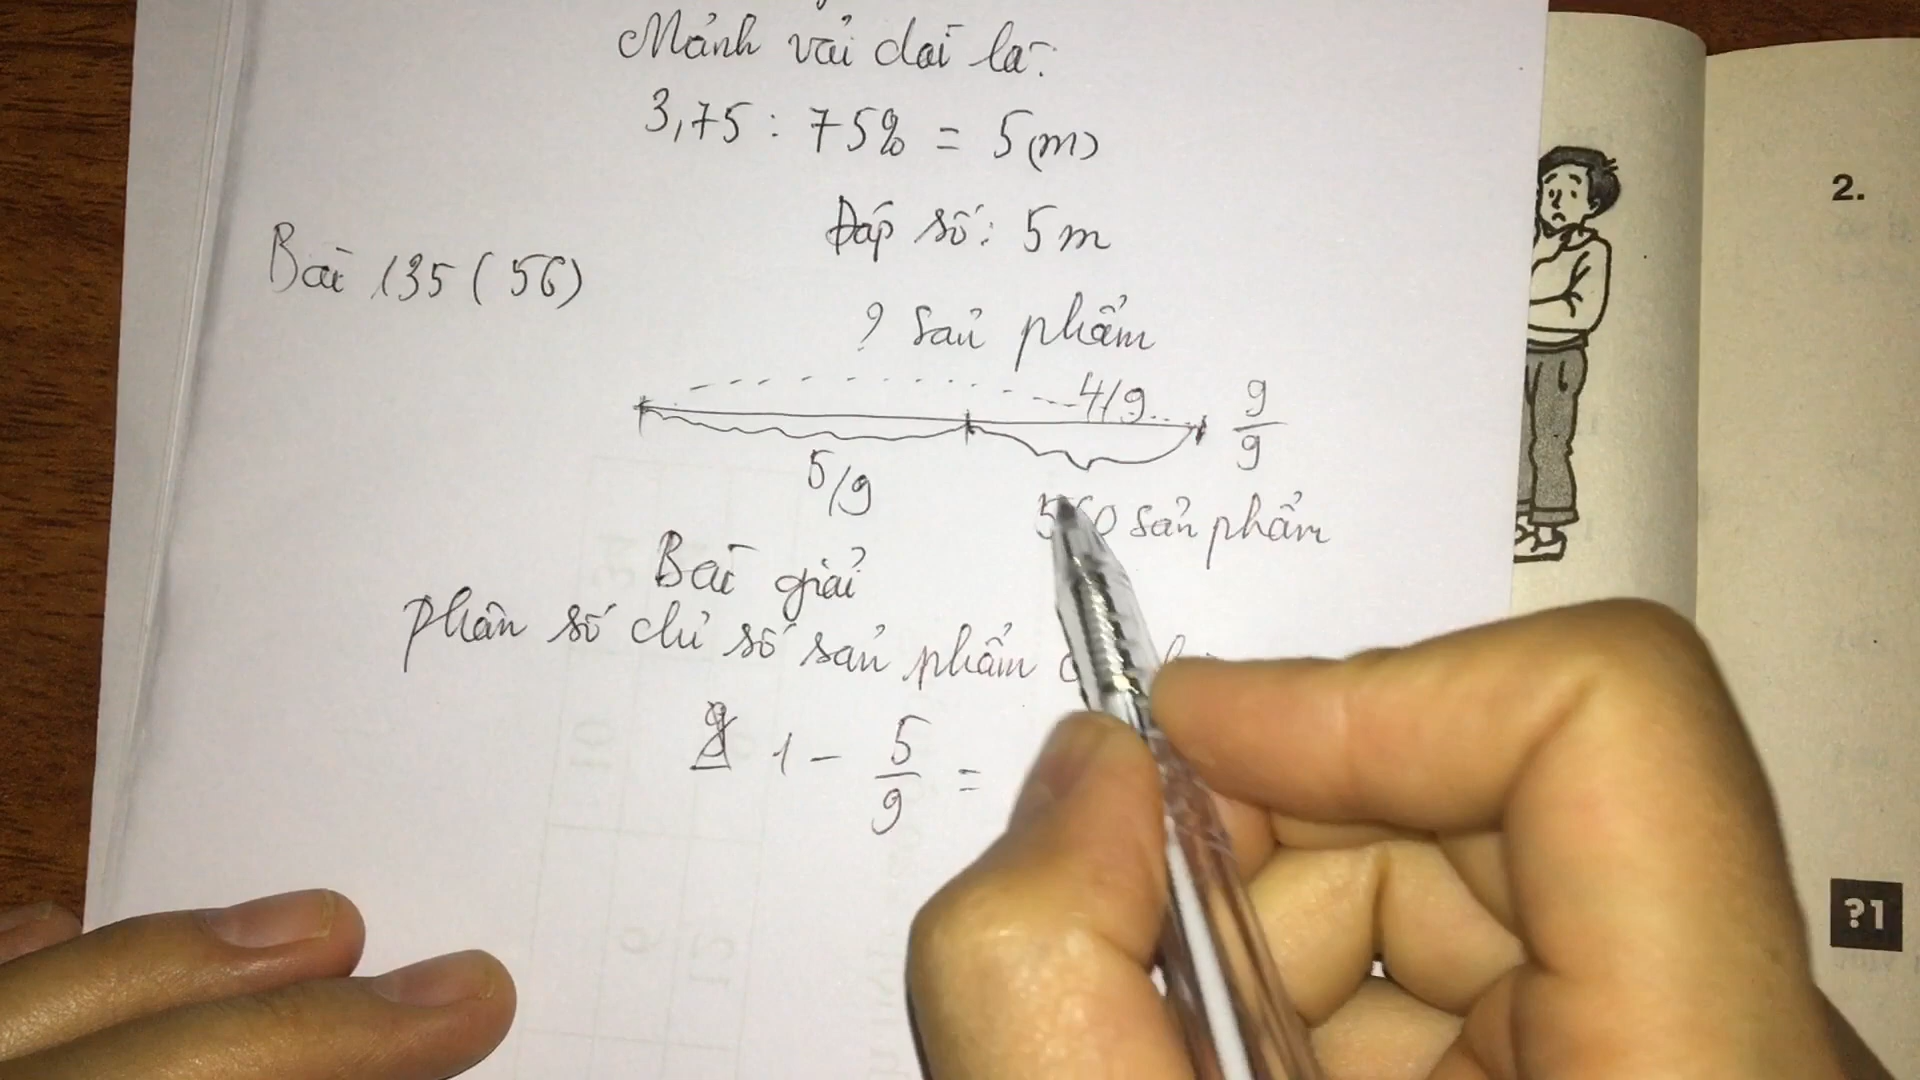 Mảnh vải dài là:
3,75 : 75% = 5(m)
Đáp số: 5m
Bài 135 (56)
? sản phẩm
4/9
9/9
5/9
560 sản phẩm
Bài giải
phân số chỉ số sản phẩm
1 - 5/9 =
2.
?1